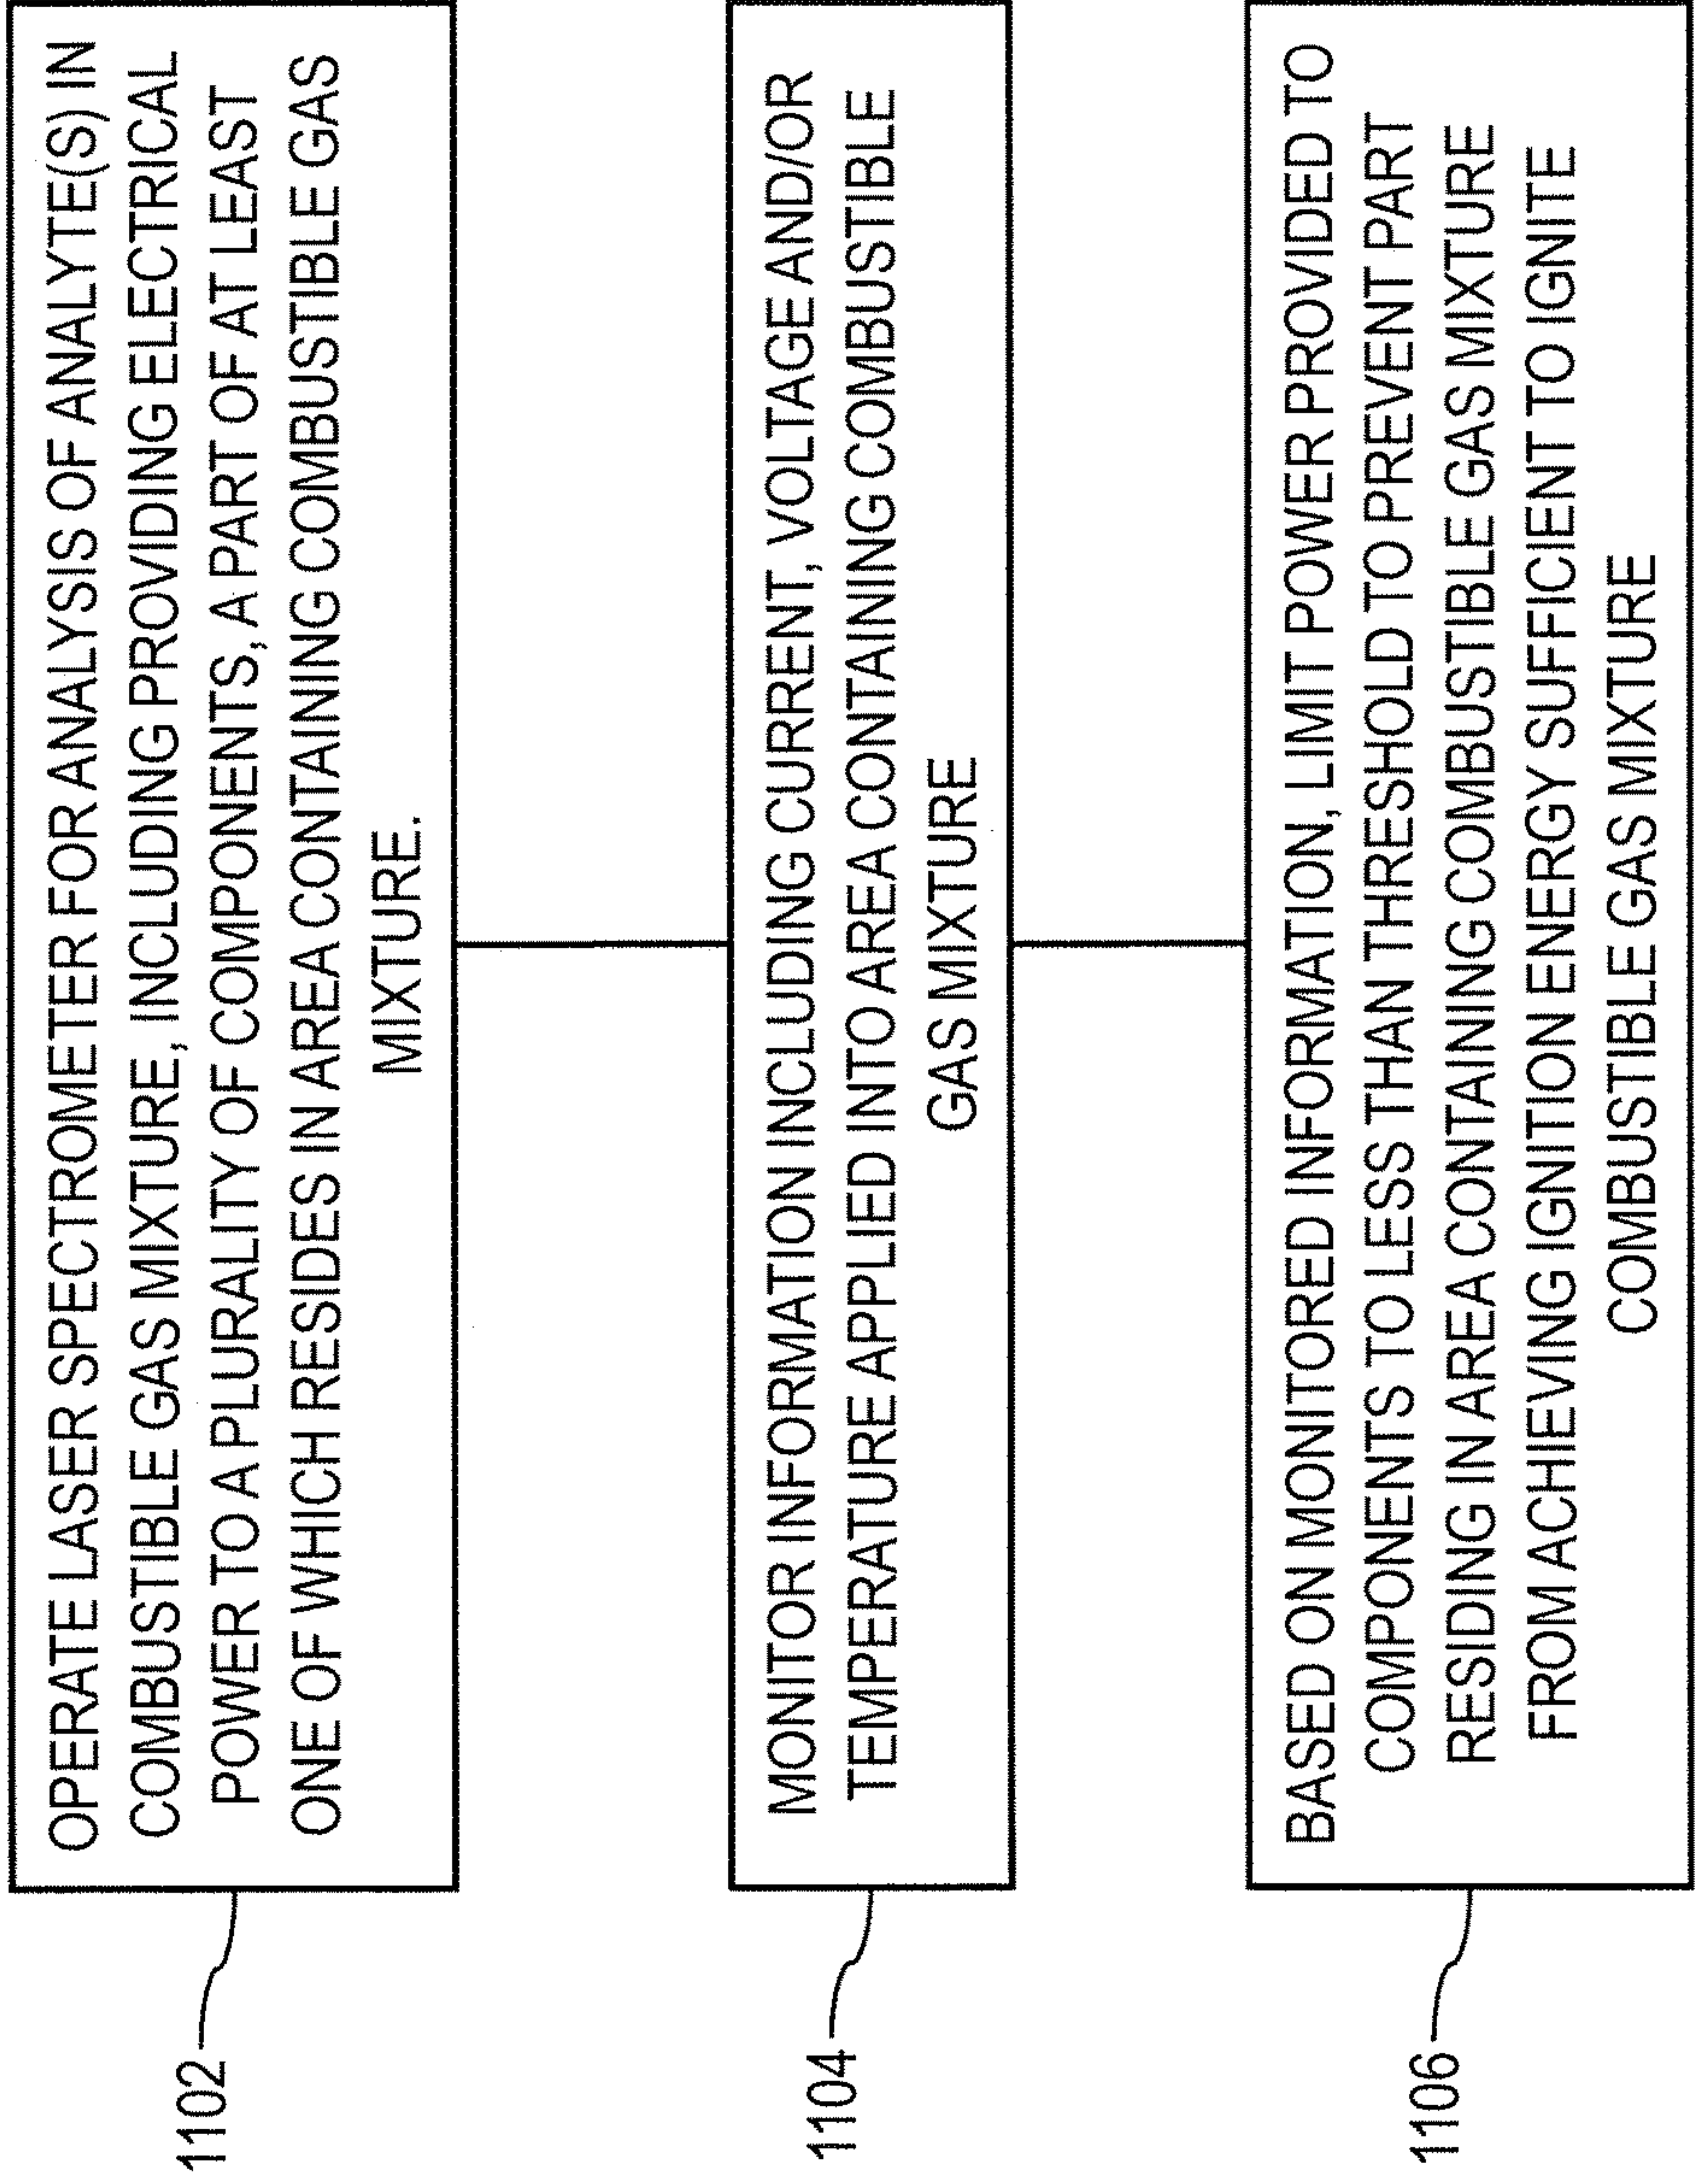 OPERATE LASER SPECTROMETER FOR ANALYSIS OF ANALYTE(S) IN
COMBUSTIBLE GAS MIXTURE, INCLUDING PROVIDING ELECTRICAL
POWER TO A PLURALITY OF COMPONENTS, A PART OF AT LEAST
ONE OF WHICH RESIDES IN AREA CONTAINING COMBUSTIBLE GAS
MIXTURE.
1102
MONITOR INFORMATION INCLUDING CURRENT, VOLTAGE AND/OR
TEMPERATURE APPLIED INTO AREA CONTAINING COMBUSTIBLE
GAS MIXTURE
1104
BASED ON MONITORED INFORMATION, LIMIT POWER PROVIDED TO
COMPONENTS TO LESS THAN THRESHOLD TO PREVENT PART
RESIDING IN AREA CONTAINING COMBUSTIBLE GAS MIXTURE
FROM ACHIEVING IGNITION ENERGY SUFFICIENT TO IGNITE
COMBUSTIBLE GAS MIXTURE
1106